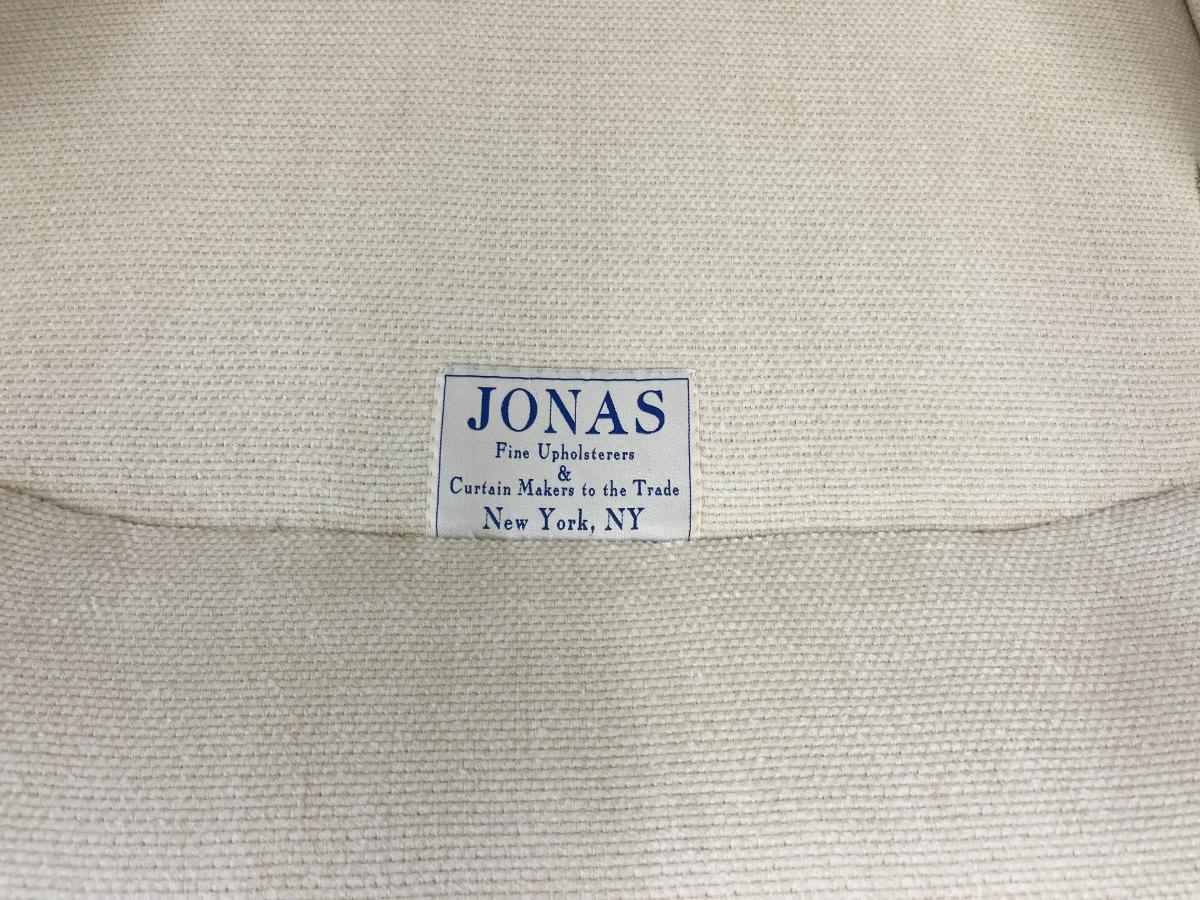 JONAS
Fine Upholsterers
&
Curtain Makers to the Trade
New York, NY